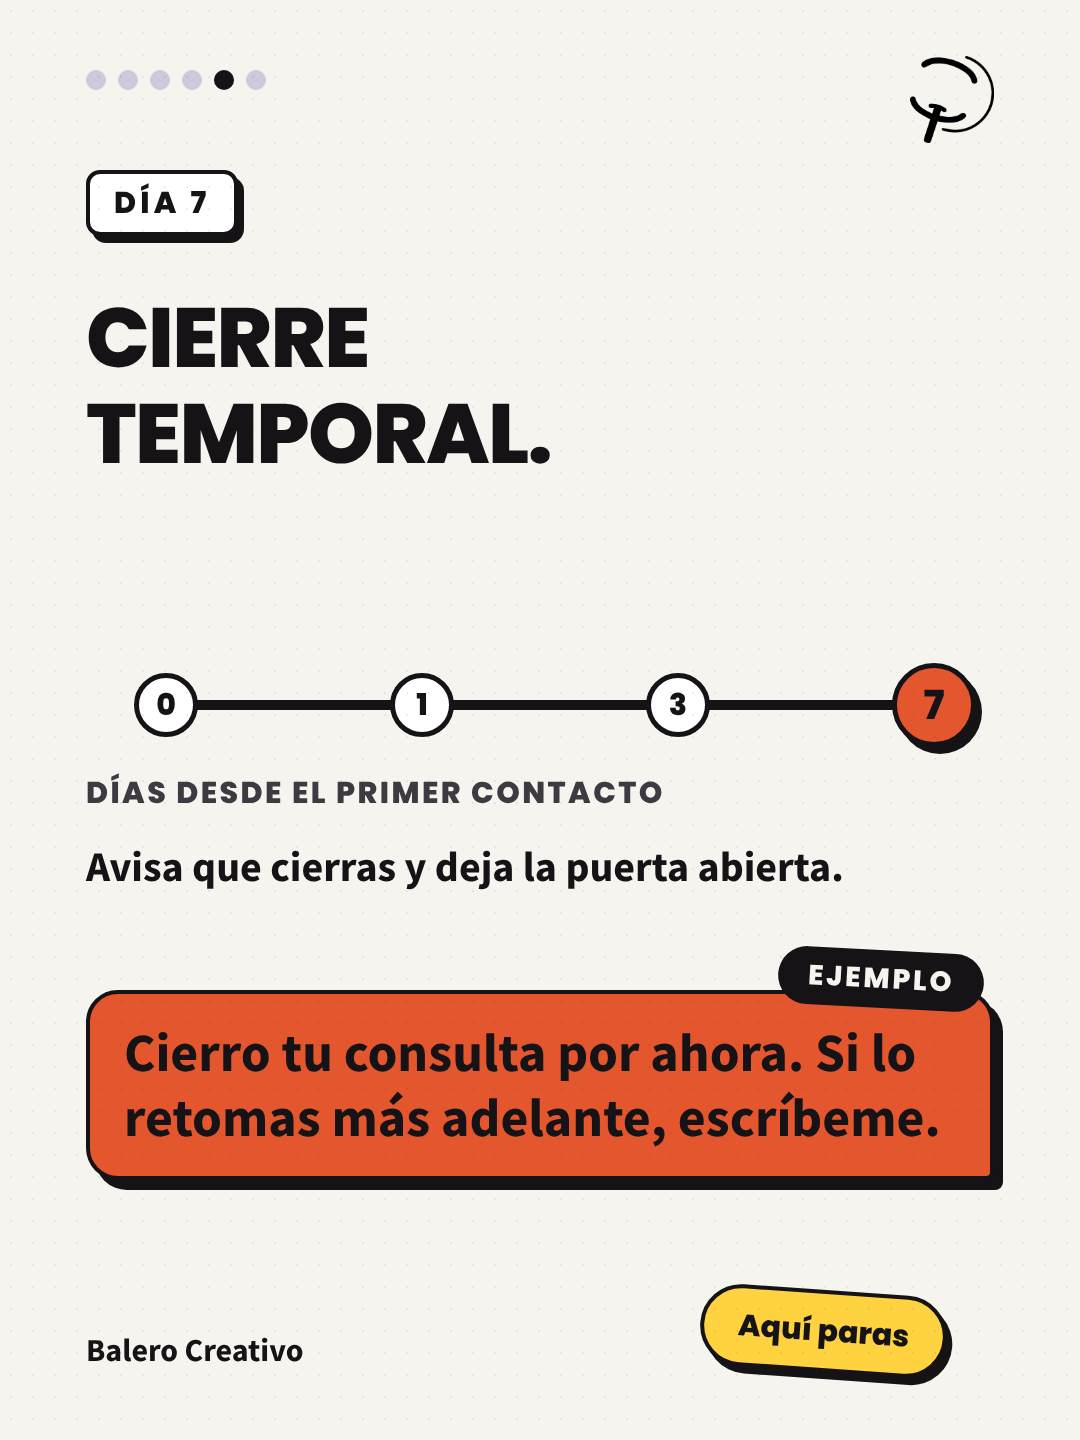 DÍA 7
CIERRE
TEMPORAL.
0 1 3 7
DÍAS DESDE EL PRIMER CONTACTO
Avisa que cierras y deja la puerta abierta.
EJEMPLO
Cierro tu consulta por ahora. Si lo
retomas más adelante, escríbeme.
Balero Creativo
Aquí paras